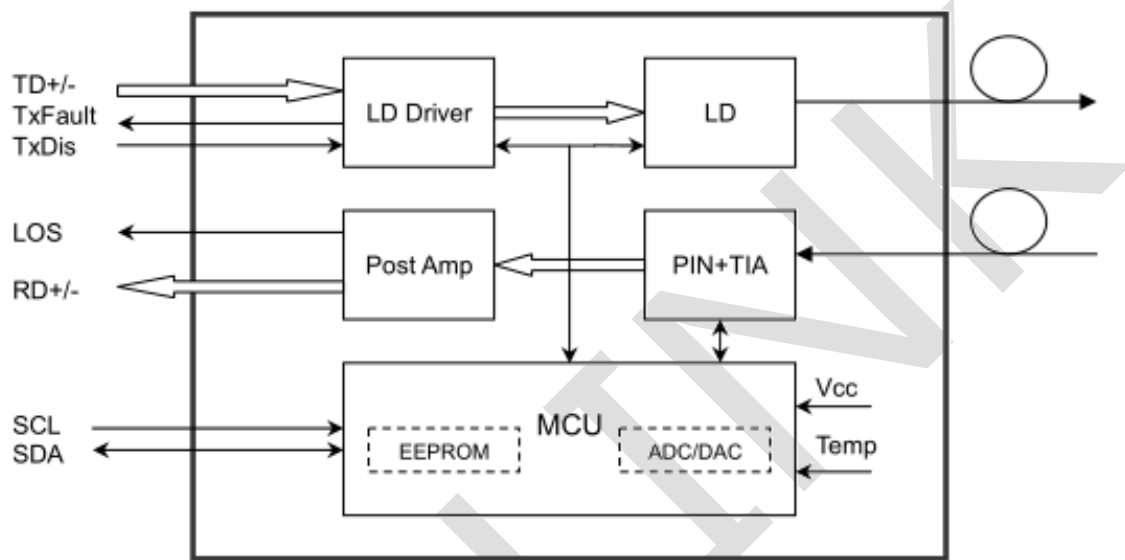 TD+/-
TxFault
TxDis
LD Driver
LD
LOS
RD+/-
Post Amp
PIN+TIA
SCL
SDA
MCU
EEPROM
ADC/DAC
Vcc
Temp